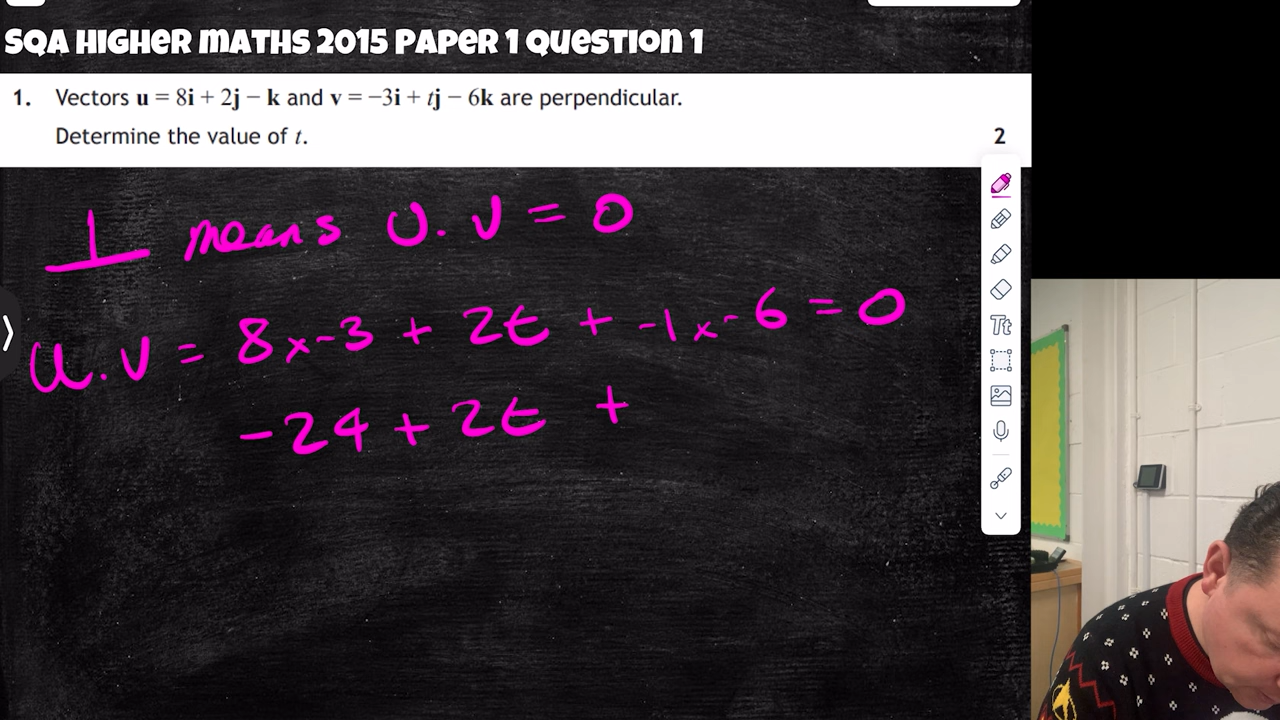 SQA HIGHER MATHS 2015 PAPER 1 QUESTION 1
1. Vectors u = 8i + 2j − k and v = −3i + tj − 6k are perpendicular.
Determine the value of t.
2
⊥ means u.v = 0
u.v = 8x-3 + 2t + -1x-6 = 0
-24 + 2t +
Tt